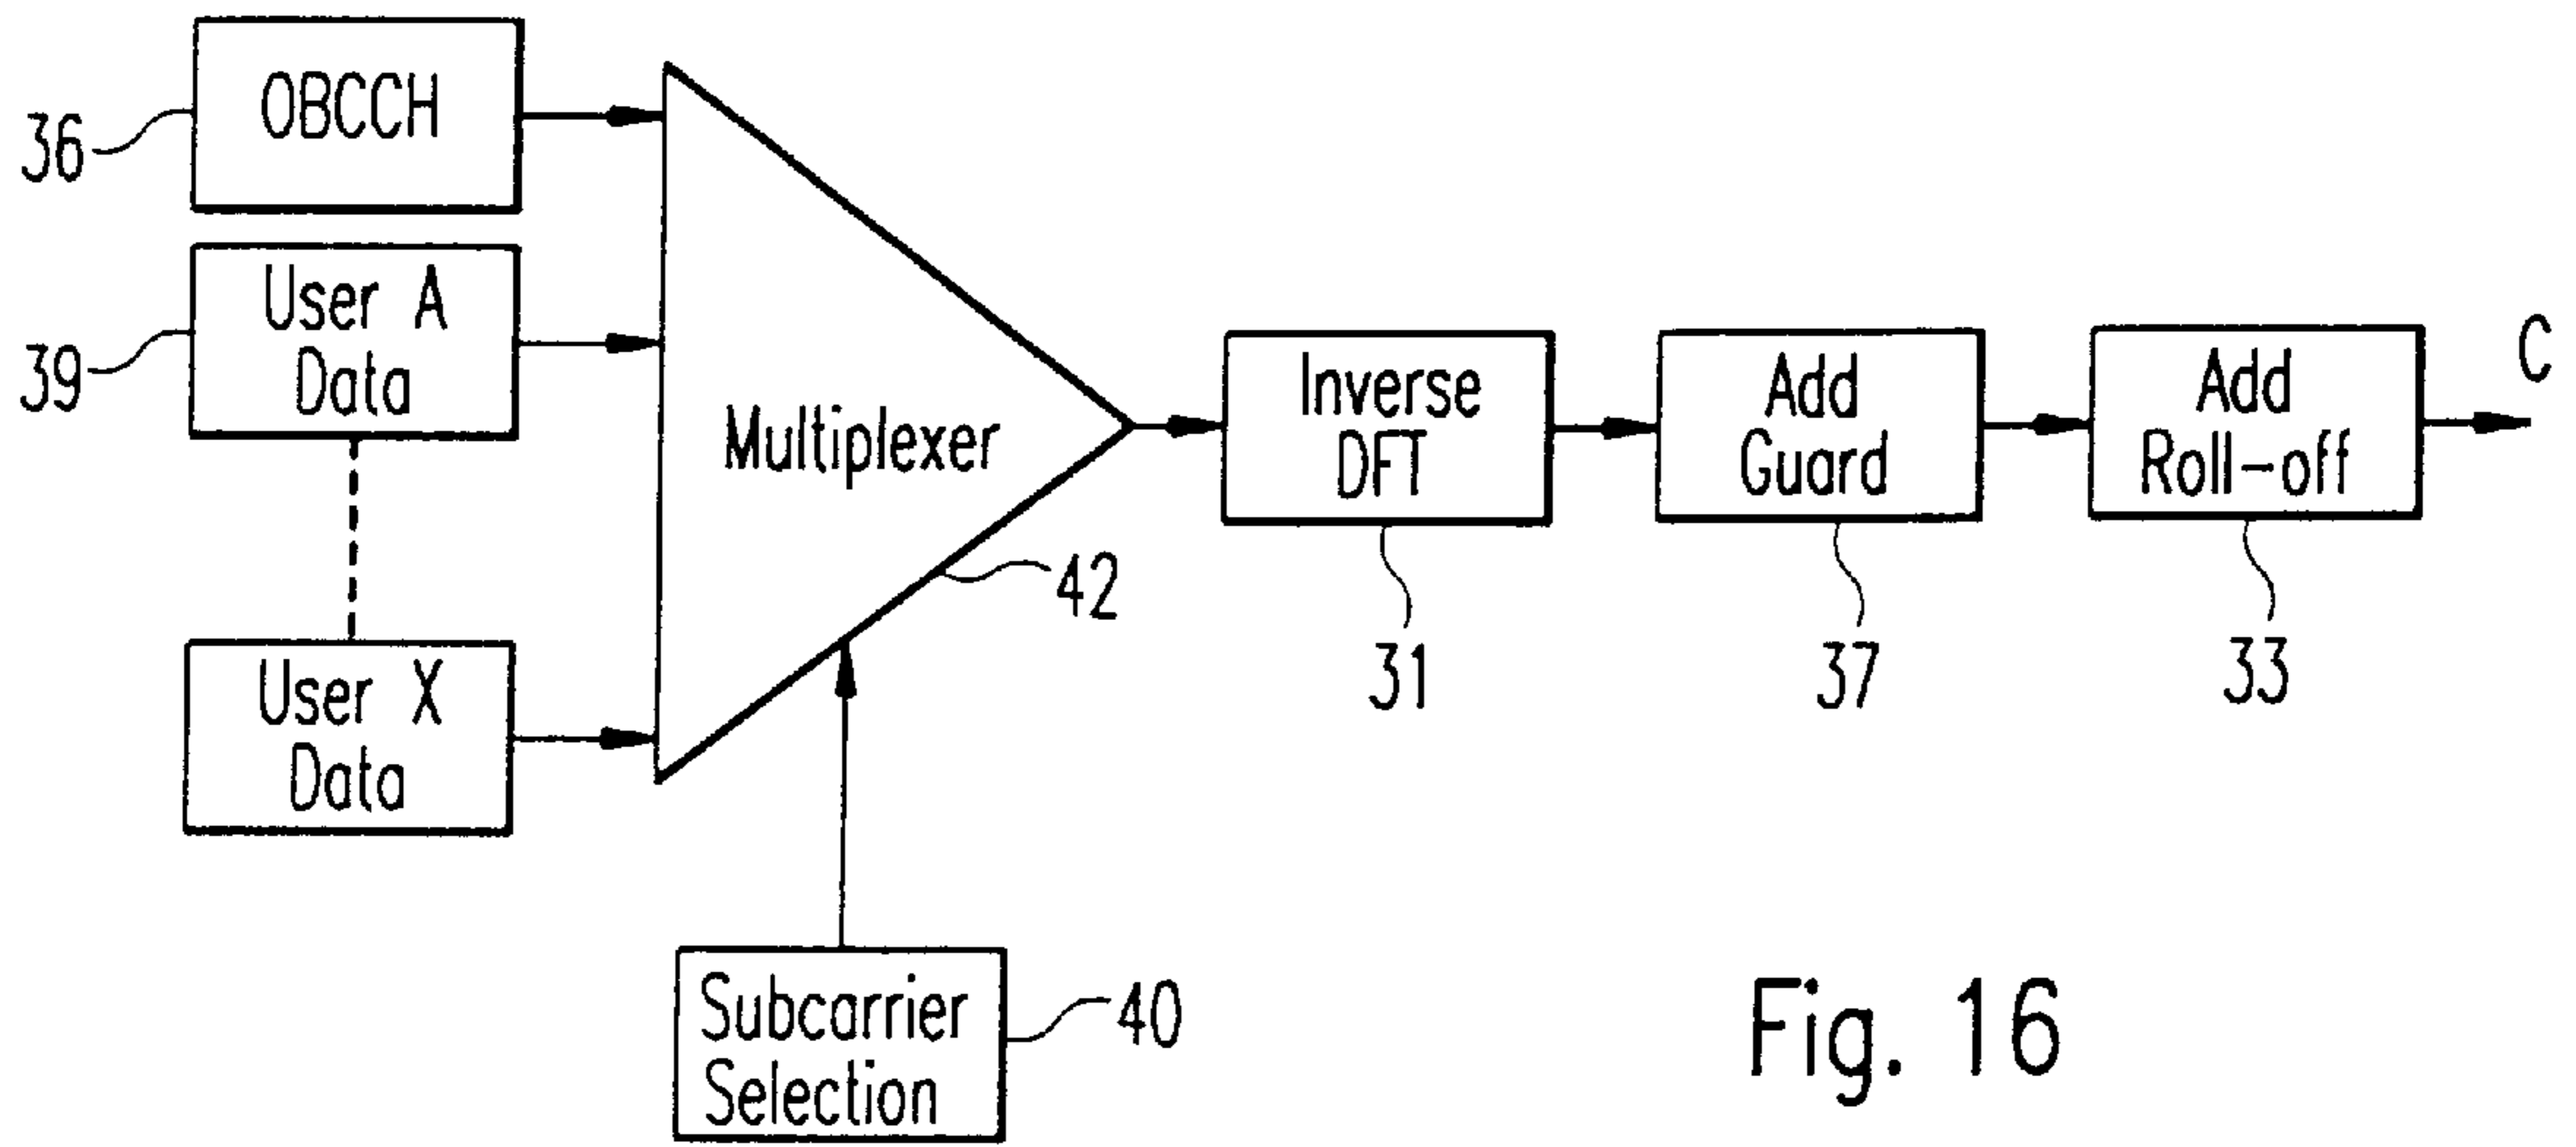 OBCCH
36
User A
Data
39
User X
Data
Multiplexer
42
Subcarrier
Selection
40
Inverse
DFT
31
Add
Guard
37
Add
Roll-off
33
C
Fig. 16